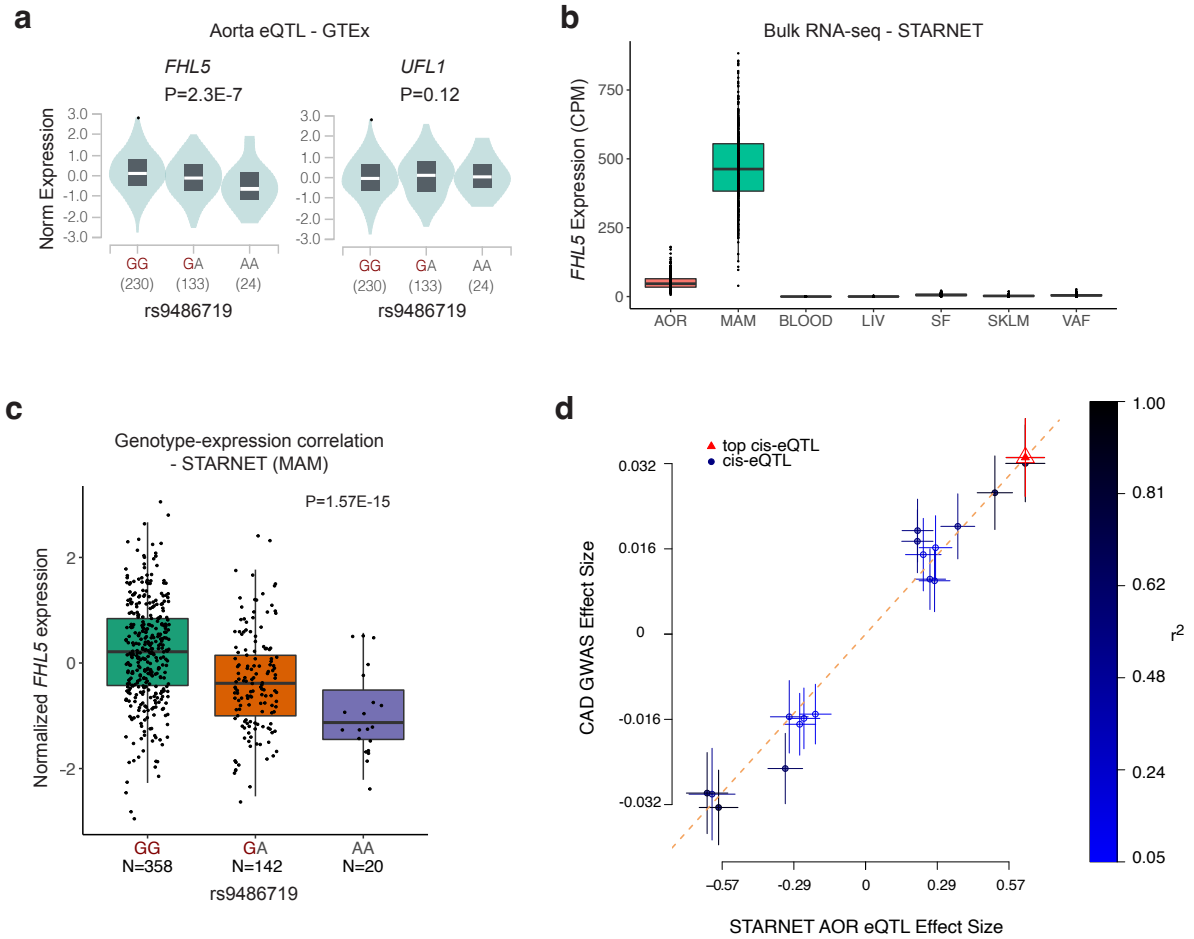 a
Aorta eQTL - GTEx
FHL5
P=2.3E-7
UFL1
P=0.12
Norm Expression
3.0
2.0
1.0
0.0
-1.0
-2.0
-3.0
3.0
2.0
1.0
0.0
-1.0
-2.0
-3.0
GG GA AA
(230) (133) (24)
rs9486719
GG GA AA
(230) (133) (24)
rs9486719
b
Bulk RNA-seq - STARNET
FHL5 Expression (CPM)
750
500
250
0
AOR MAM BLOOD LIV SF SKLM VAF
c
Genotype-expression correlation
- STARNET (MAM)
P=1.57E-15
Normalized FHL5 expression
2
0
-2
GG GA AA
N=358 N=142 N=20
rs9486719
d
top cis-eQTL
cis-eQTL
CAD GWAS Effect Size
0.032
0.016
0
-0.016
-0.032
−0.57 −0.29 0 0.29 0.57
STARNET AOR eQTL Effect Size
1.00
0.81
0.62
0.48
0.24
0.05
r²